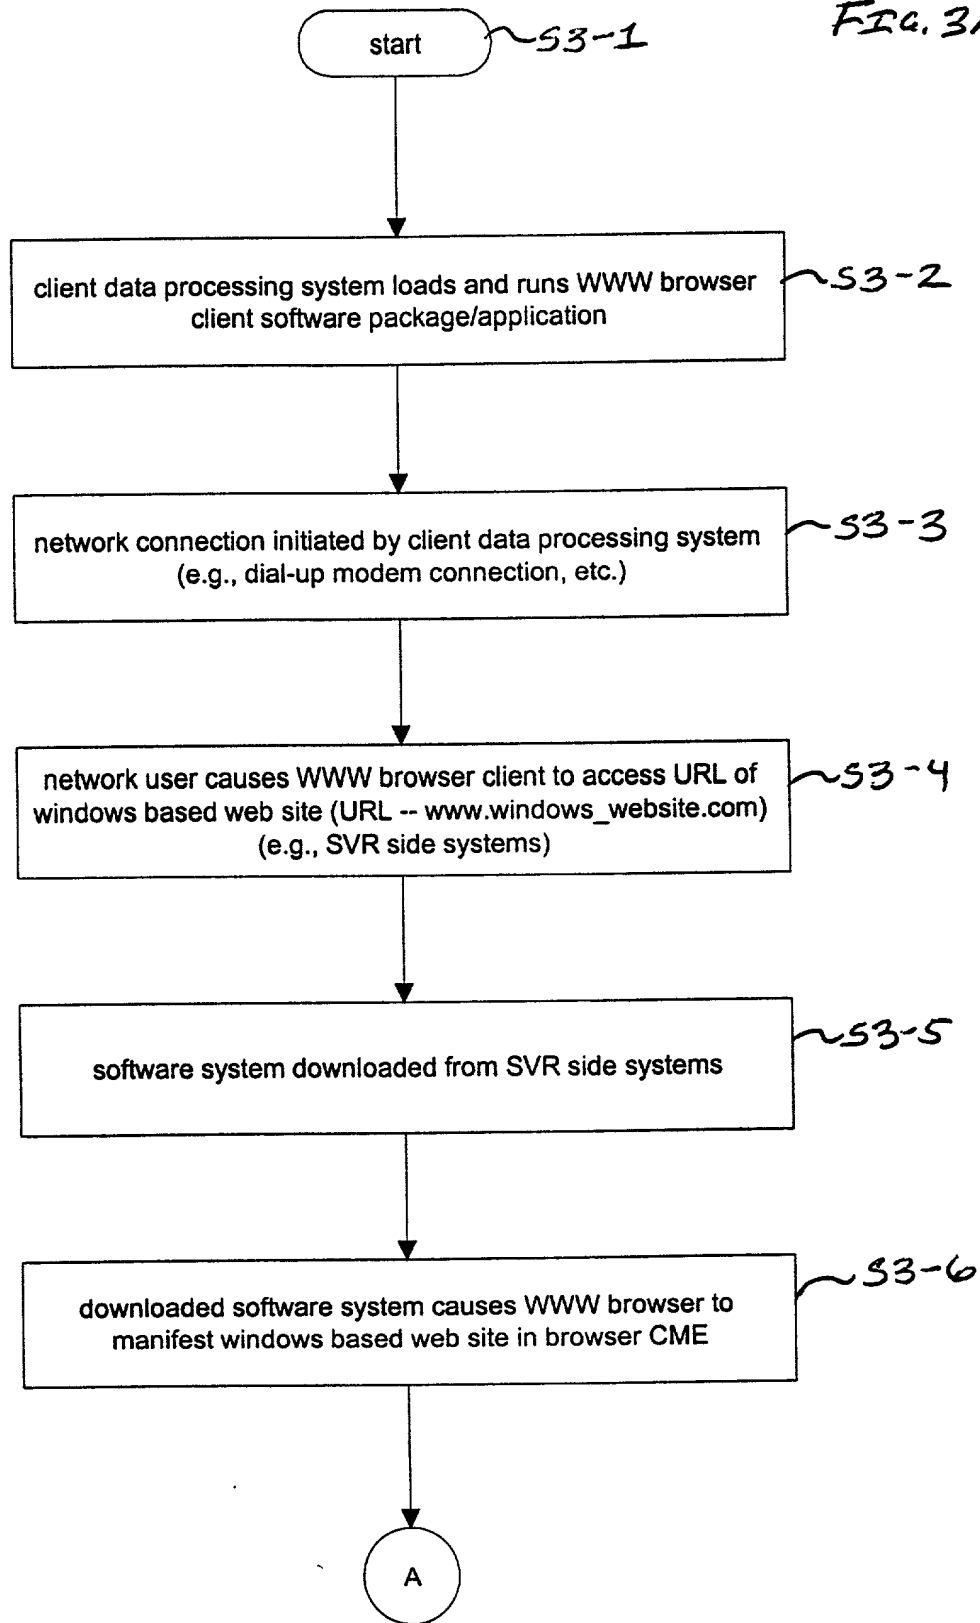 start
S3-1
FIG. 3A
client data processing system loads and runs WWW browser
client software package/application
S3-2
network connection initiated by client data processing system
(e.g., dial-up modem connection, etc.)
S3-3
network user causes WWW browser client to access URL of
windows based web site (URL -- www.windows_website.com)
(e.g., SVR side systems)
S3-4
software system downloaded from SVR side systems
S3-5
downloaded software system causes WWW browser to
manifest windows based web site in browser CME
S3-6
A